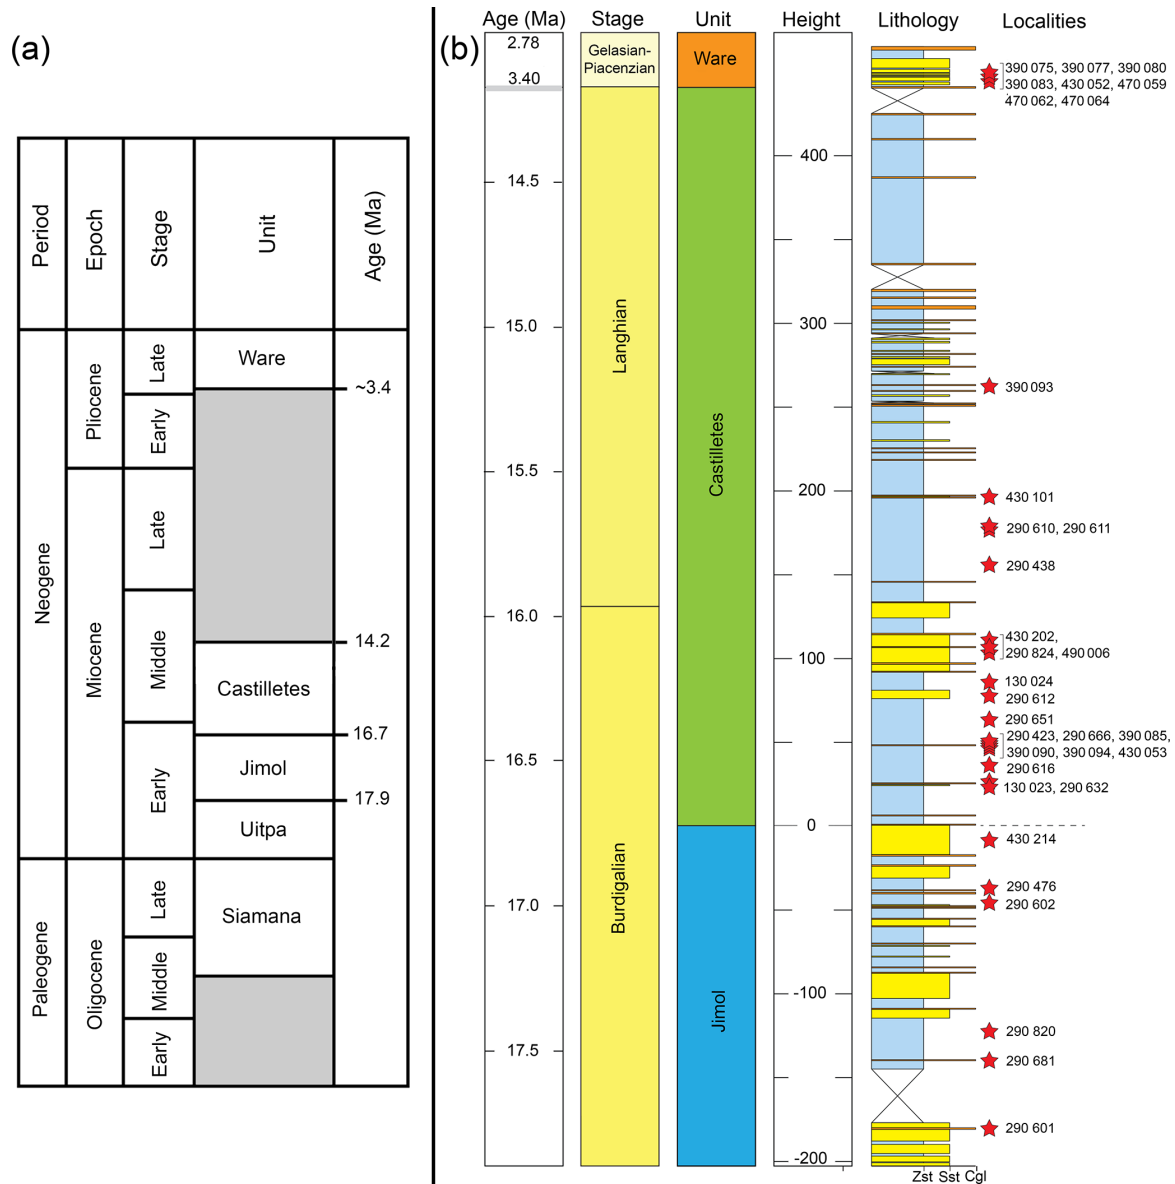 (a)
Period
Epoch
Stage
Unit
Age (Ma)
Neogene
Paleogene
Pliocene
Miocene
Oligocene
Late
Early
Late
Middle
Early
Late
Middle
Early
Ware
Castilletes
Jimol
Uitpa
Siamana
~3.4
14.2
16.7
17.9
(b)
Age (Ma)
Stage
Unit
Height
Lithology
Localities
2.78
3.40
14.5
15.0
15.5
16.0
16.5
17.0
17.5
Gelasian-
Piacenzian
Langhian
Burdigalian
Ware
Castilletes
Jimol
400
300
200
100
0
-100
-200
Zst Sst Cgl
390 075, 390 077, 390 080
390 083, 430 052, 470 059
470 062, 470 064
390 093
430 101
290 610, 290 611
290 438
430 202,
290 824, 490 006
130 024
290 612
290 651
290 423, 290 666, 390 085,
390 090, 390 094, 430 053
290 616
130 023, 290 632
430 214
290 476
290 602
290 820
290 681
290 601